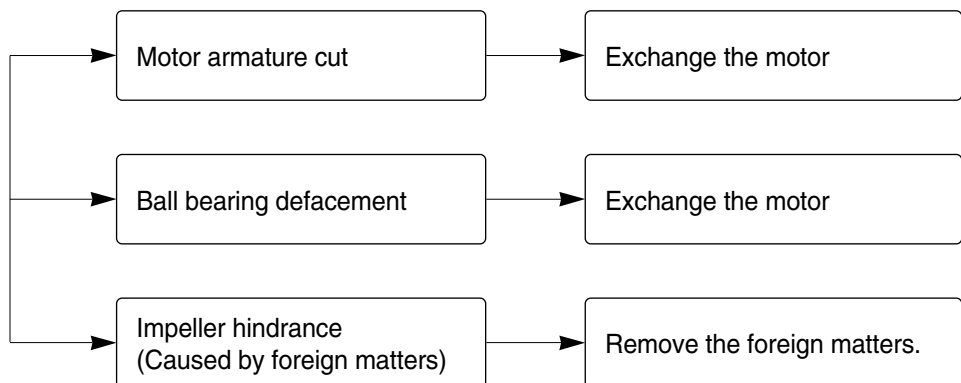 Motor armature cut
Exchange the motor
Ball bearing defacement
Exchange the motor
Impeller hindrance
(Caused by foreign matters)
Remove the foreign matters.